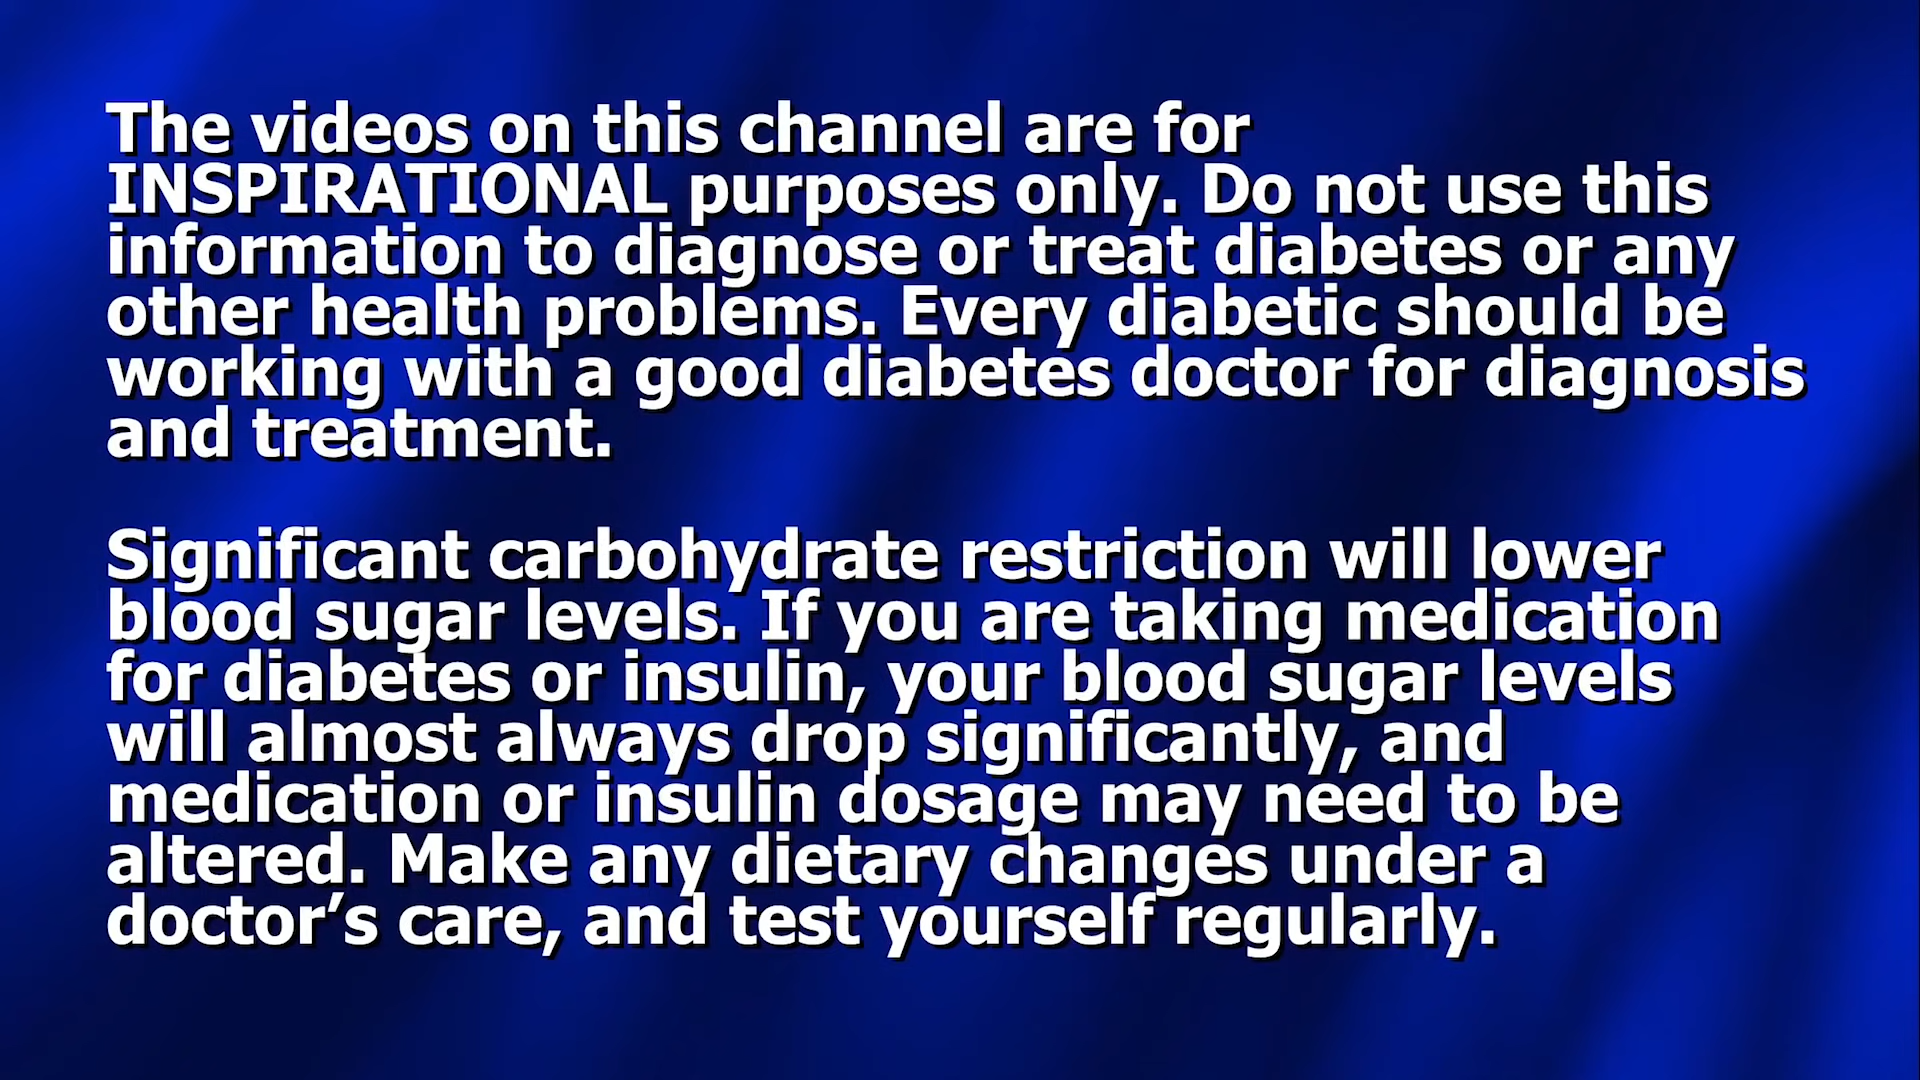 The videos on this channel are for
INSPIRATIONAL purposes only. Do not use this
information to diagnose or treat diabetes or any
other health problems. Every diabetic should be
working with a good diabetes doctor for diagnosis
and treatment.
Significant carbohydrate restriction will lower
blood sugar levels. If you are taking medication
for diabetes or insulin, your blood sugar levels
will almost always drop significantly, and
medication or insulin dosage may need to be
altered. Make any dietary changes under a
doctor’s care, and test yourself regularly.